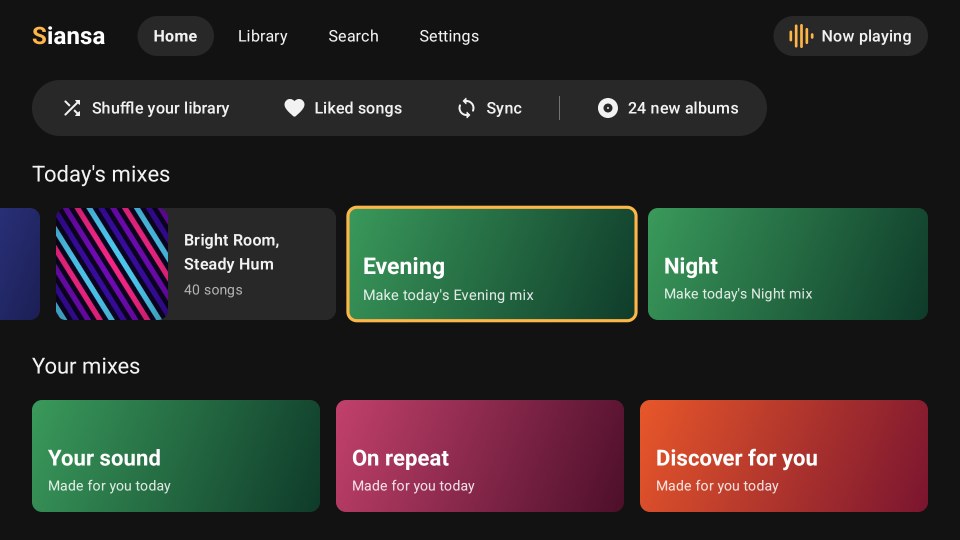 Siansa
Home
Library
Search
Settings
Now playing
Shuffle your library
Liked songs
Sync
24 new albums
Today's mixes
Bright Room,
Steady Hum
40 songs
Evening
Make today's Evening mix
Night
Make today's Night mix
Your mixes
Your sound
Made for you today
On repeat
Made for you today
Discover for you
Made for you today